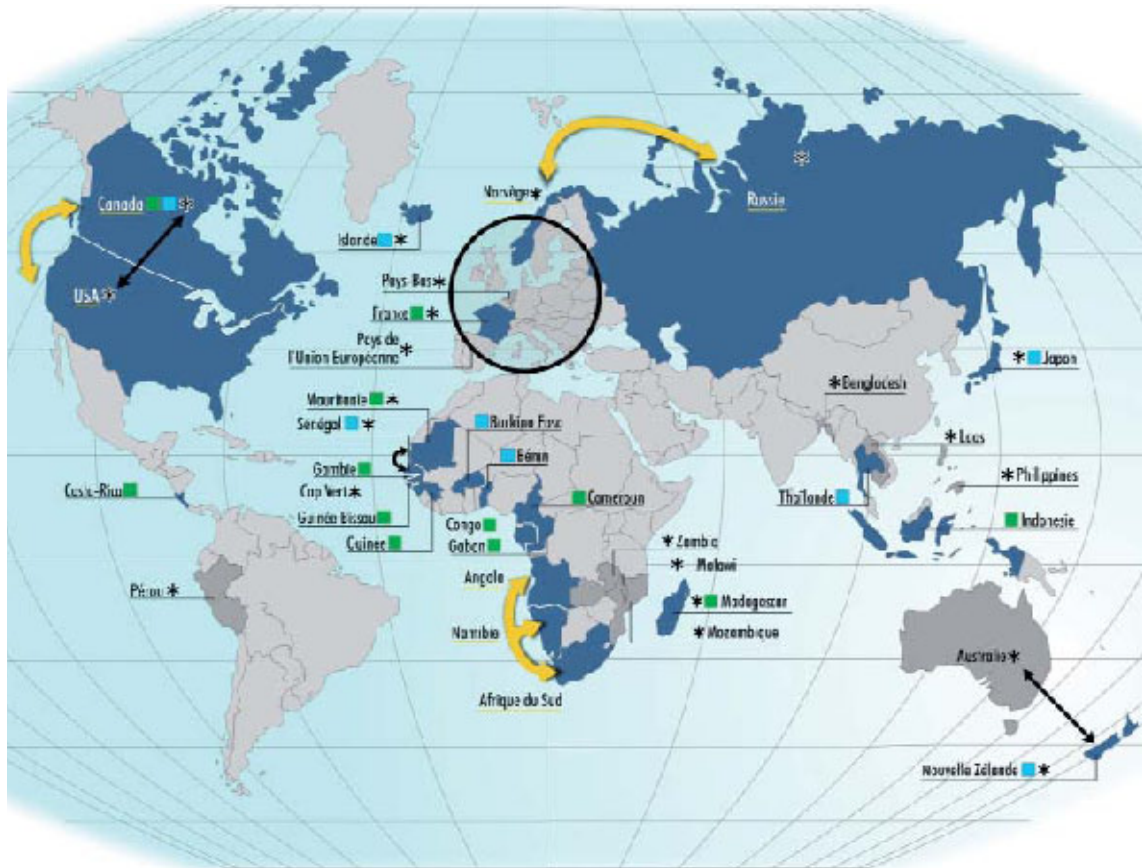 Canada *
USA *
Norvège *
Russie
Islande *
Pays-Bas *
France *
Pays de
l'Union Européenne *
Mauritanie *
Sénégal *
Burkina Faso
Bénin
Gambie
Cap Vert *
Guinée Bissau
Guinée
Costa-Rica
Pérou *
Cameroun
Congo
Gabon
Angola
Namibie
Afrique du Sud
* Zambie
* Malawi
* Madagascar
* Mozambique
* Japon
* Bengladesh
* Laos
* Philippines
Thaïlande
Indonésie
Australie *
Nouvelle Zélande *